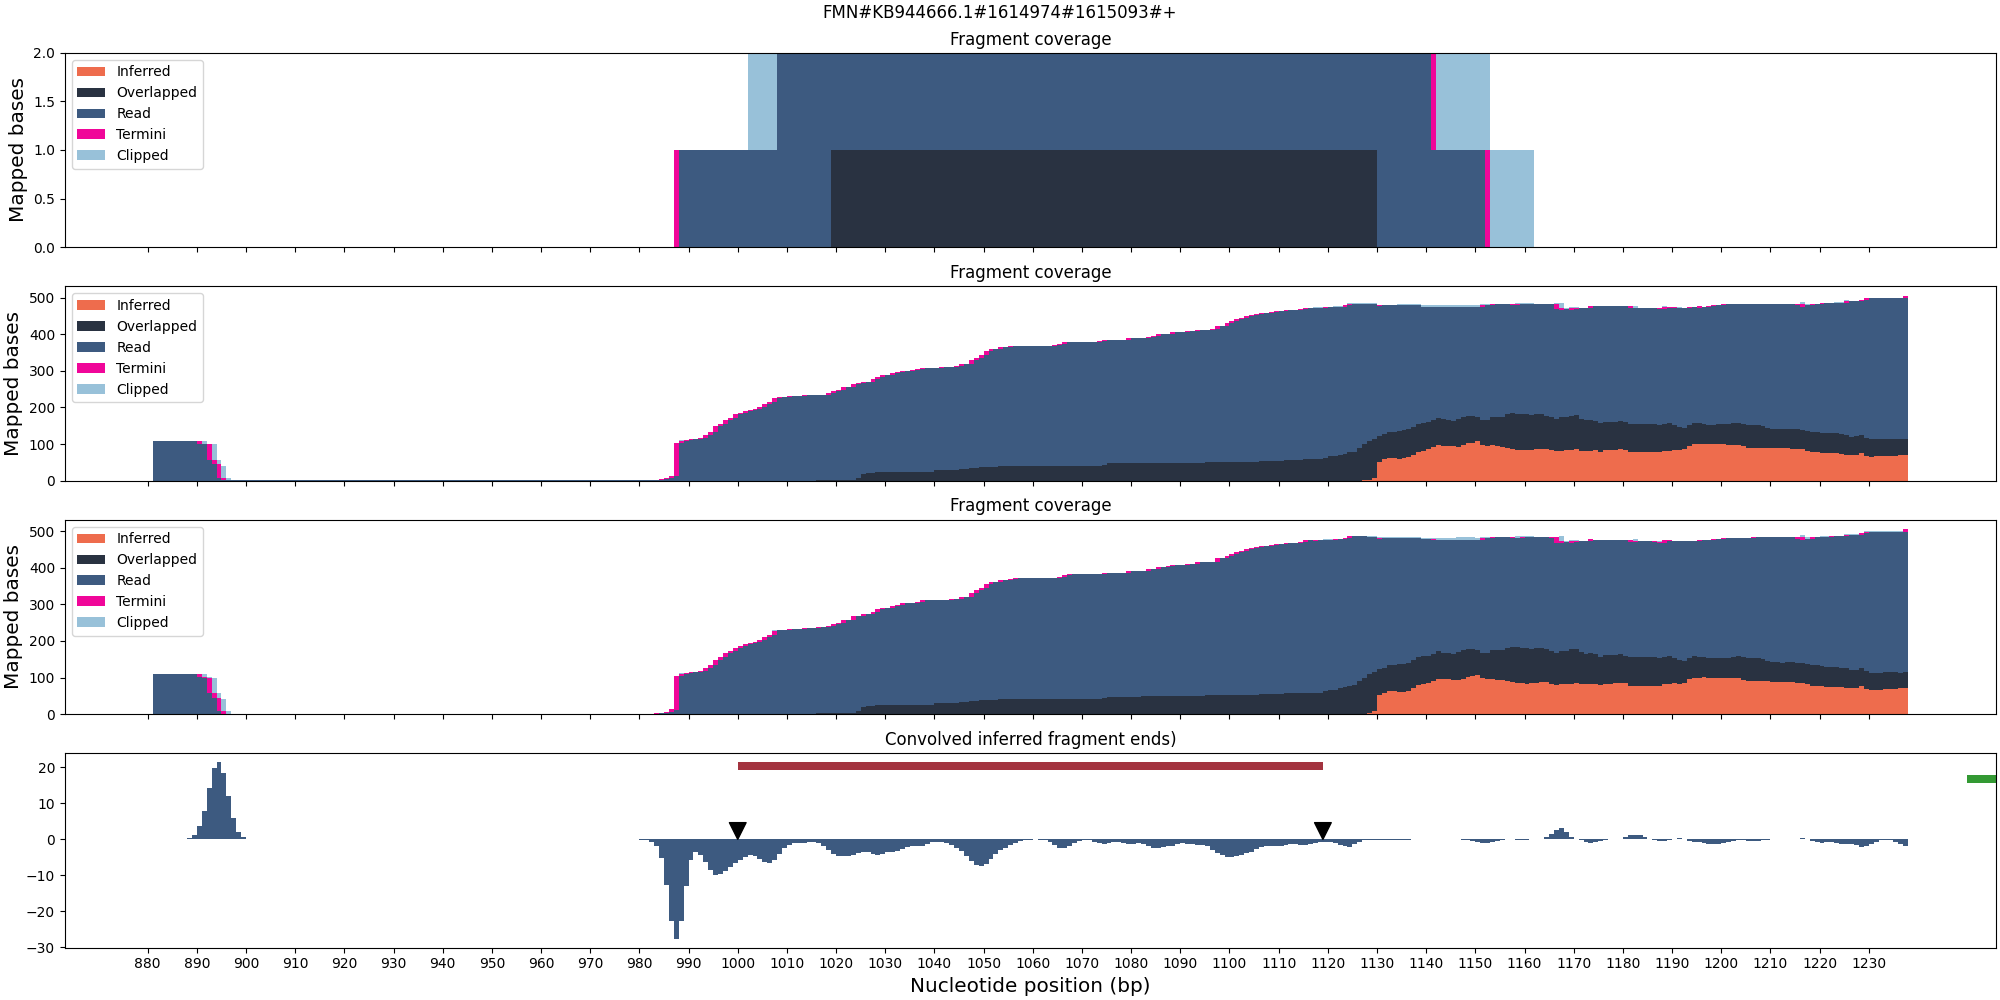 FMN#KB944666.1#1614974#1615093#+
Fragment coverage
Mapped bases
2.0
1.5
1.0
0.5
0.0
Inferred
Overlapped
Read
Termini
Clipped
Fragment coverage
Mapped bases
500
400
300
200
100
0
Inferred
Overlapped
Read
Termini
Clipped
Fragment coverage
Mapped bases
500
400
300
200
100
0
Inferred
Overlapped
Read
Termini
Clipped
Convolved inferred fragment ends)
20
10
0
−10
−20
−30
880 890 900 910 920 930 940 950 960 970 980 990 1000 1010 1020 1030 1040 1050 1060 1070 1080 1090 1100 1110 1120 1130 1140 1150 1160 1170 1180 1190 1200 1210 1220 1230
Nucleotide position (bp)